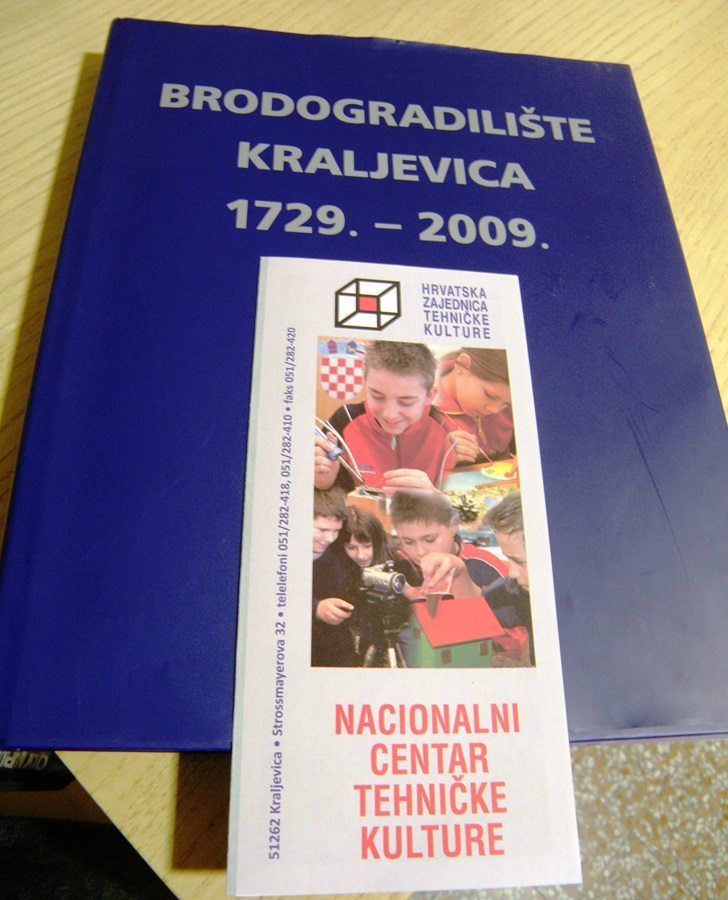 BRODOGRADILIŠTE
KRALJEVICA
1729. – 2009.
HRVATSKA
ZAJEDNICA
TEHNIČKE
KULTURE
51262 Kraljevica • Strossmayerova 32 • telelefoni 051/282-418, 051/282-410 • faks 051/282-420
NACIONALNI
CENTAR
TEHNIČKE
KULTURE